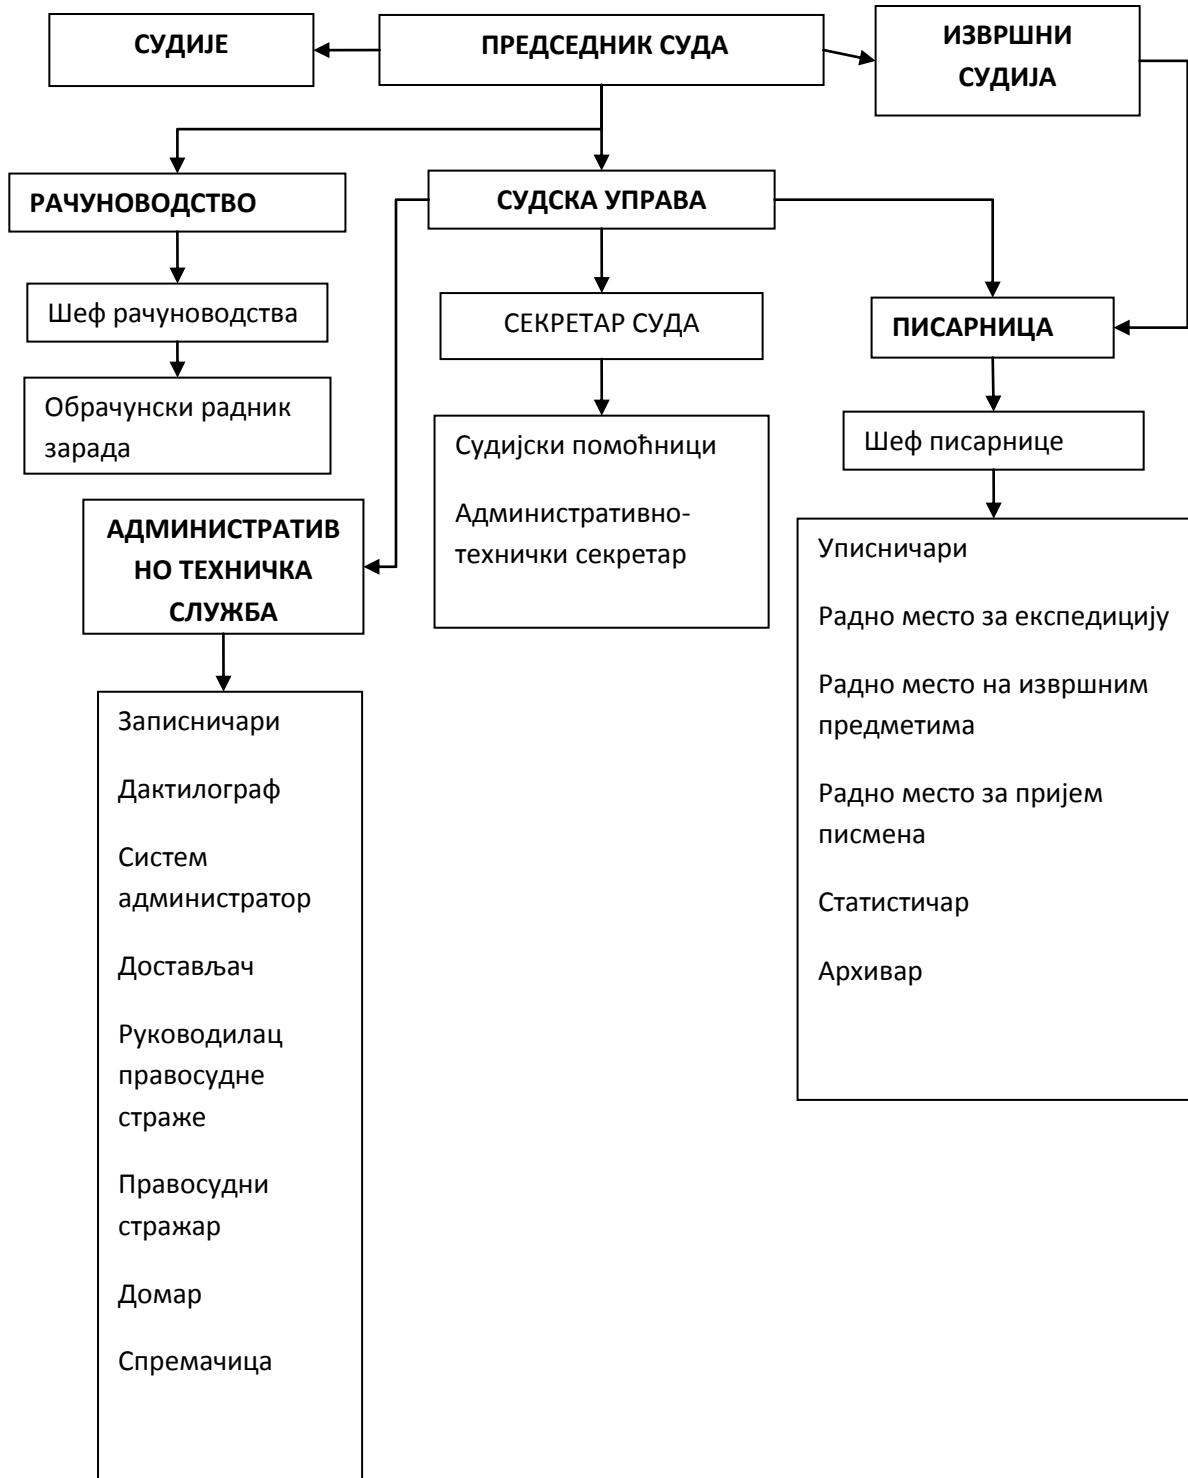 СУДИЈЕ
ПРЕДСЕДНИК СУДА
ИЗВРШНИ
СУДИЈА
РАЧУНОВОДСТВО
СУДСКА УПРАВА
Шеф рачуноводства
СЕКРЕТАР СУДА
ПИСАРНИЦА
Обрачунски радник
зарада
Судијски помоћници
Административно-
технички секретар
Шеф писарнице
АДМИНИСТРАТИВ
НО ТЕХНИЧКА
СЛУЖБА
Уписничари
Радно место за експедицију
Радно место на извршним
предметима
Радно место за пријем
писмена
Статистичар
Архивар
Записничари
Дактилограф
Систем
администратор
Достављач
Руководилац
правосудне
страже
Правосудни
стражар
Домар
Спремачица